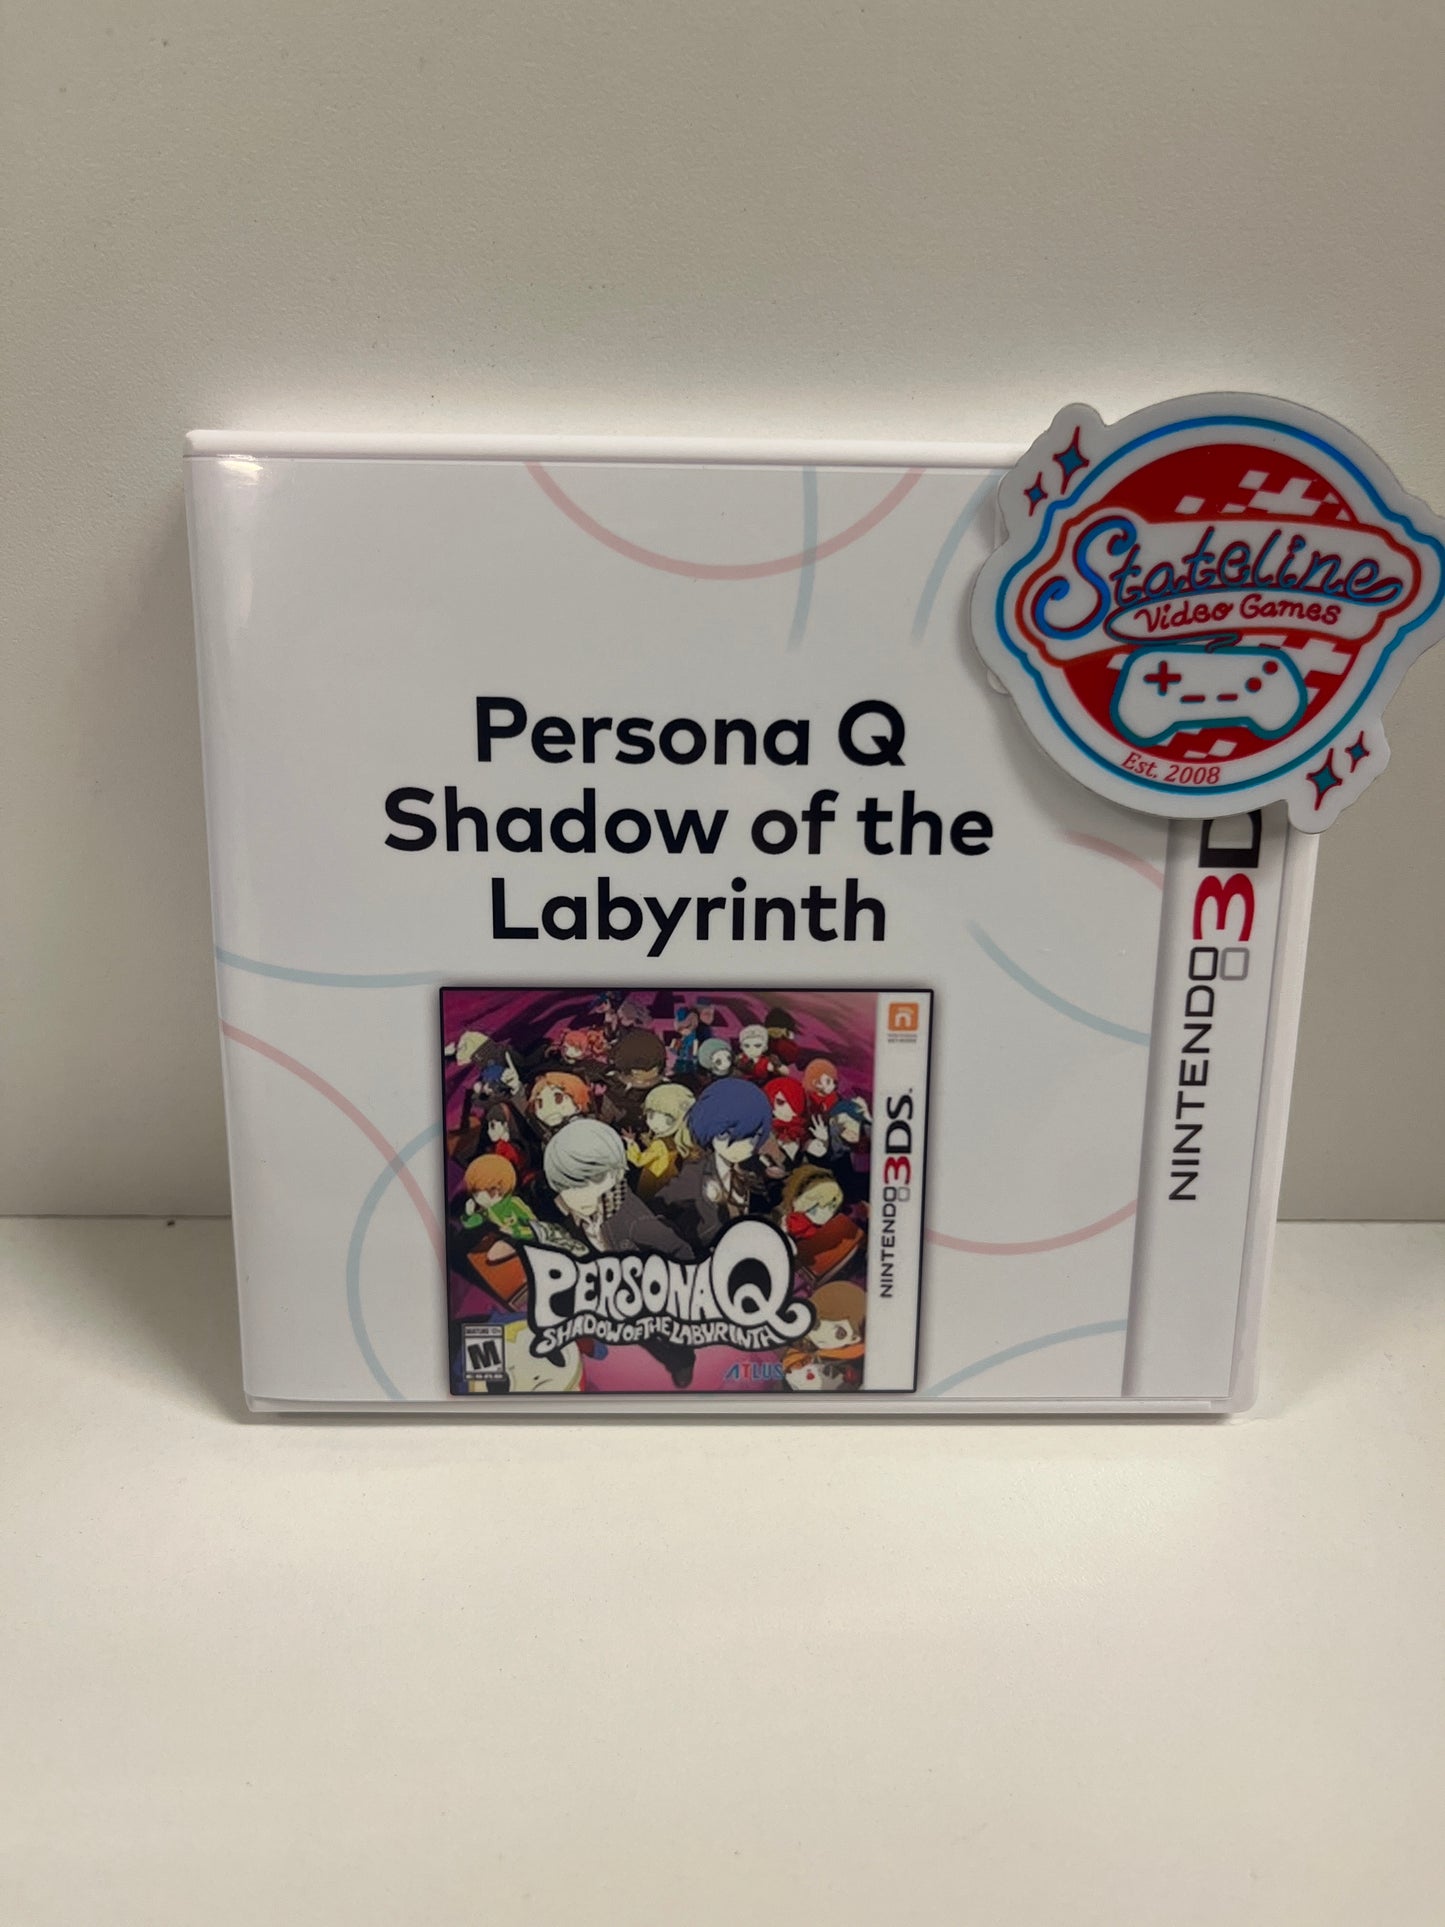 Stateline
Video Games
Est. 2008
Persona Q
Shadow of the
Labyrinth
NINTENDO 3D
PERSONA Q
SHADOW OF THE LABYRINTH
NINTENDO 3DS.
M
ATLUS